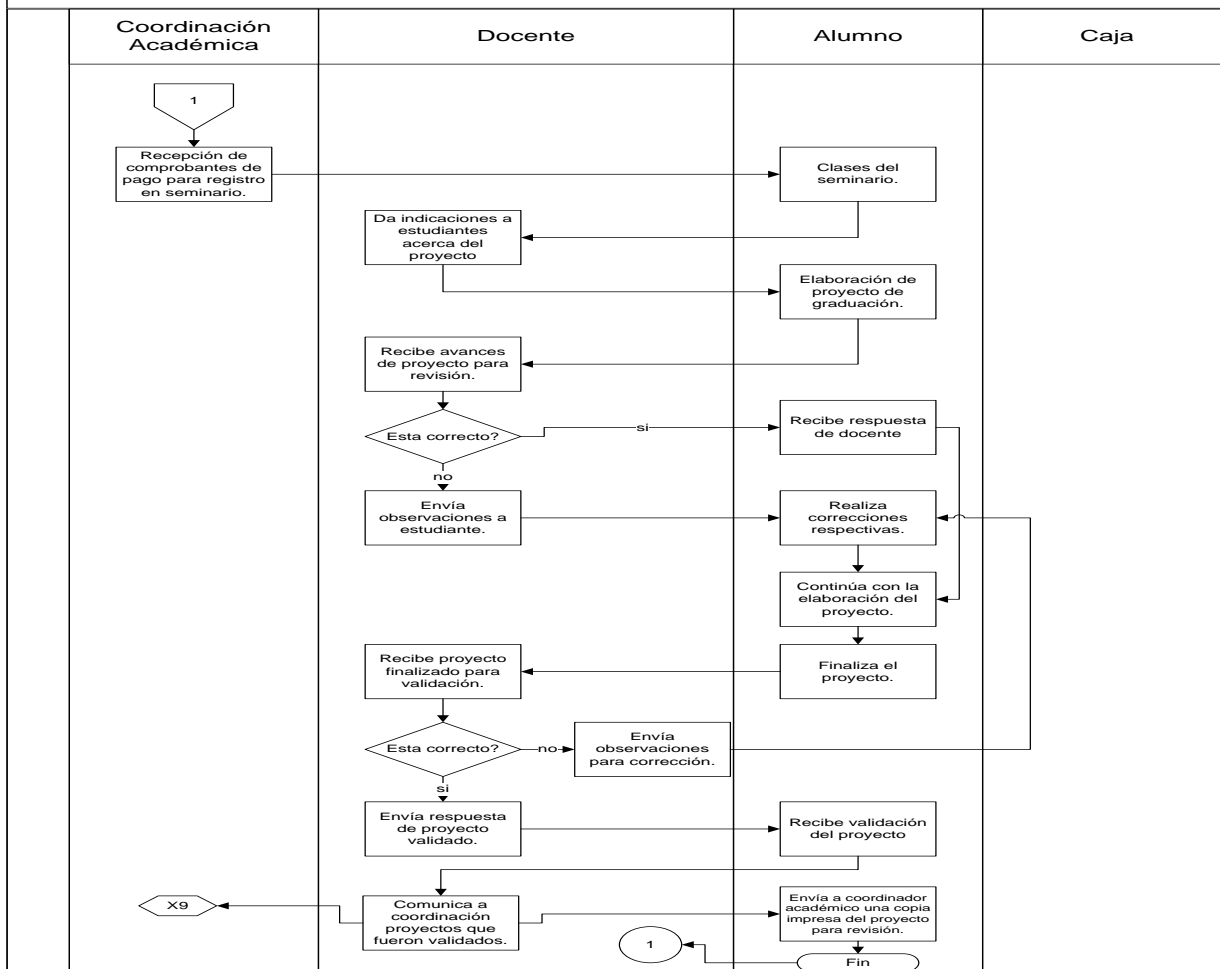 Coordinación
Académica
Docente
Alumno
Caja
1
Recepción de
comprobantes de
pago para registro
en seminario.
Clases del
seminario.
Da indicaciones a
estudiantes
acerca del
proyecto
Elaboración de
proyecto de
graduación.
Recibe avances
de proyecto para
revisión.
Esta correcto?
si
Recibe respuesta
de docente
no
Envía
observaciones a
estudiante.
Realiza
correcciones
respectivas.
Continúa con la
elaboración del
proyecto.
Recibe proyecto
finalizado para
validación.
Finaliza el
proyecto.
Esta correcto?
no
Envía
observaciones
para corrección.
si
Envía respuesta
de proyecto
validado.
Recibe validación
del proyecto
X9
Comunica a
coordinación
proyectos que
fueron validados.
Envía a coordinador
académico una copia
impresa del proyecto
para revisión.
1
Fin